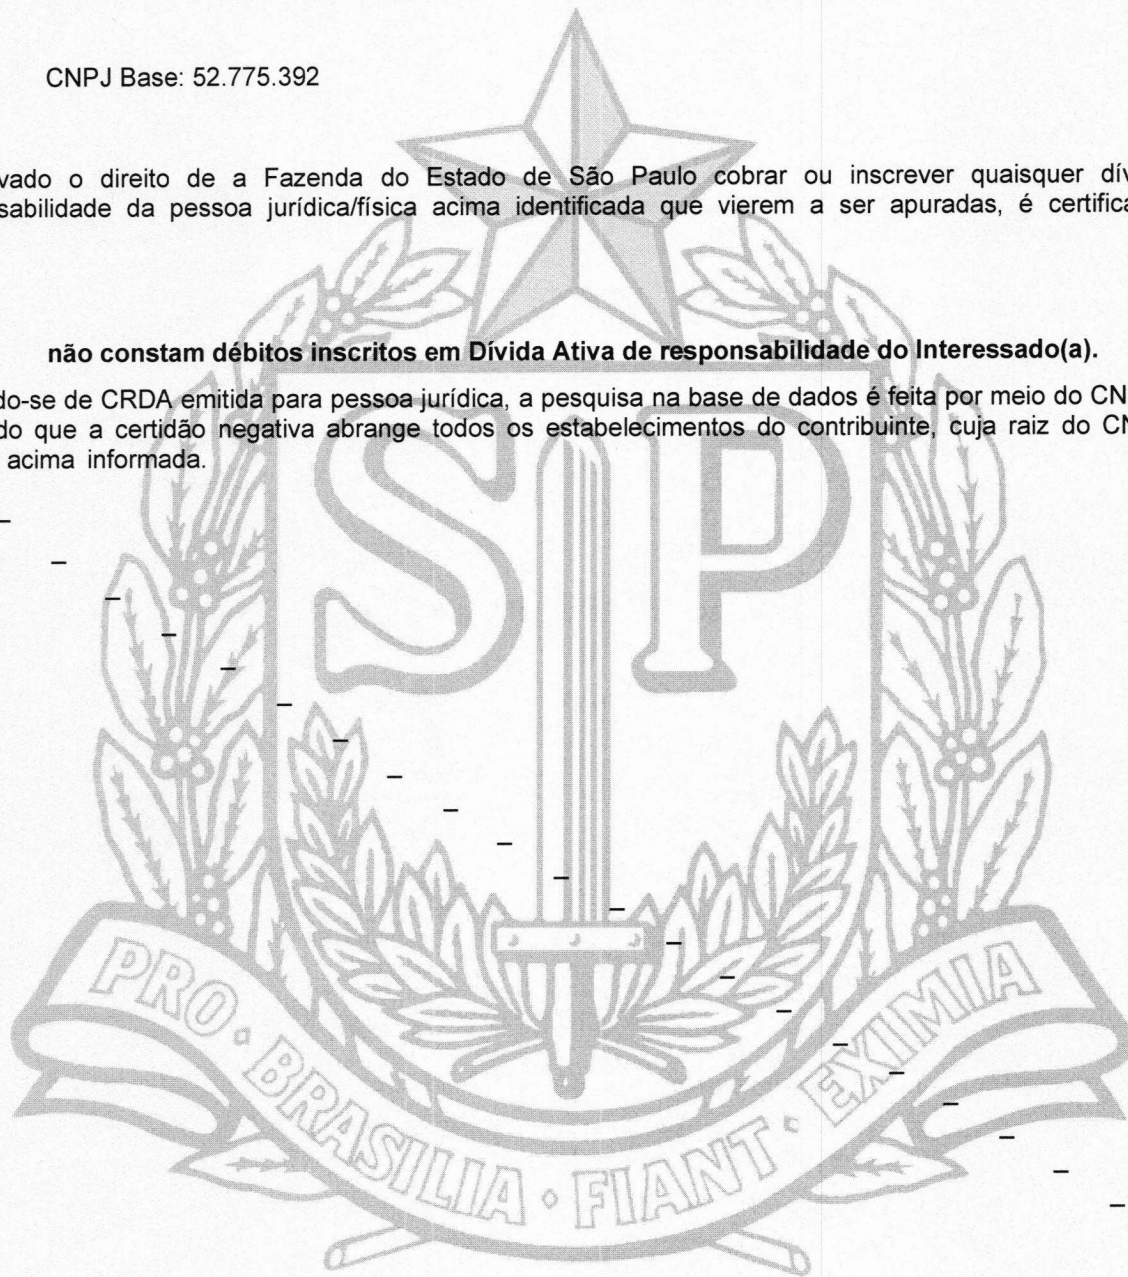 CNPJ Base: 52.775.392
vado o direito de a Fazenda do Estado de São Paulo cobrar ou inscrever quaisquer dív
sabilidade da pessoa jurídica/física acima identificada que vierem a ser apuradas, é certifica
não constam débitos inscritos em Dívida Ativa de responsabilidade do Interessado(a).
do-se de CRDA emitida para pessoa jurídica, a pesquisa na base de dados é feita por meio do CN
do que a certidão negativa abrange todos os estabelecimentos do contribuinte, cuja raiz do CN
acima informada.
SP
PRO · BRASILIA · FIANT · EXIMIA